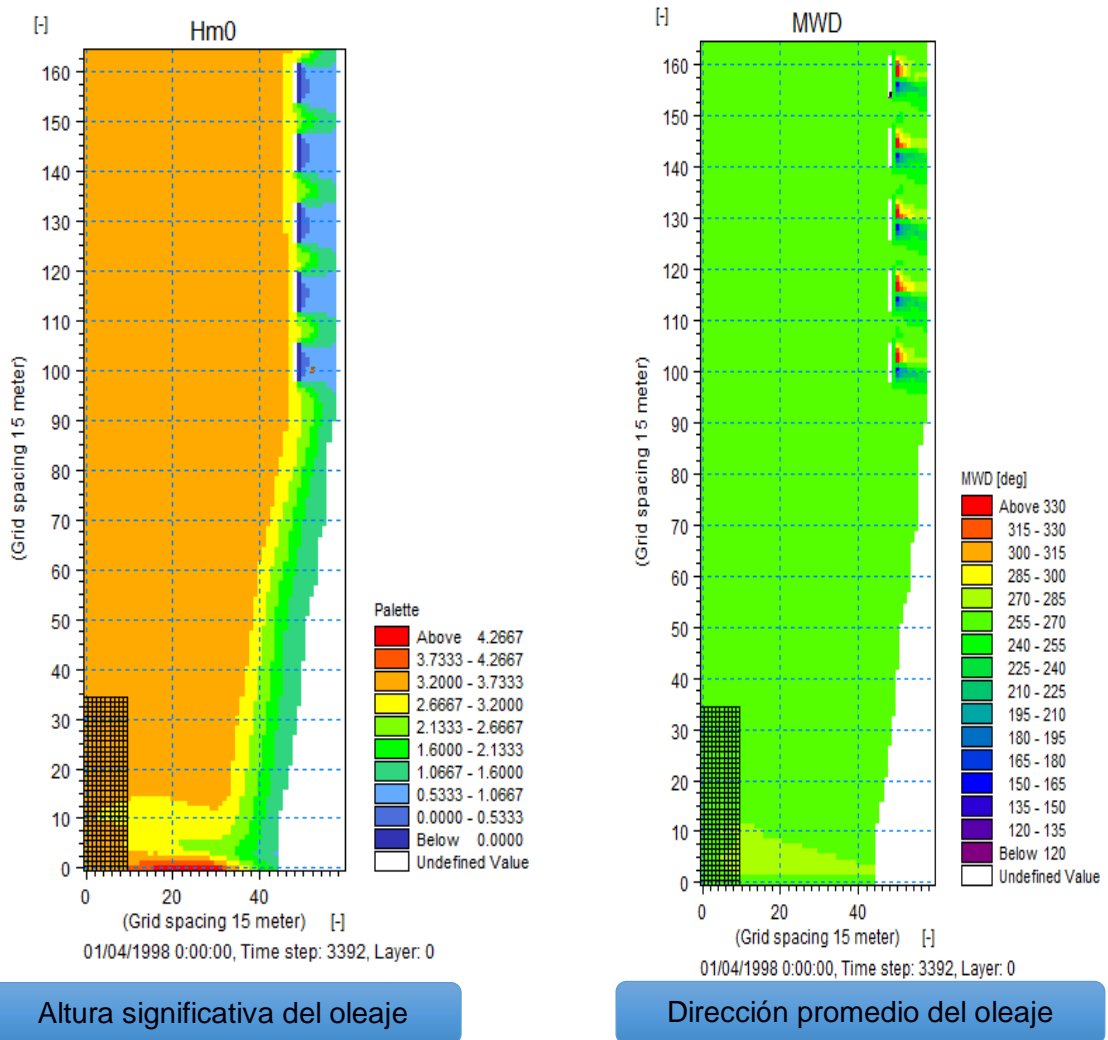 [-]
Hm0
160
150
140
130
120
110
100
90
80
70
60
50
40
30
20
10
0
(Grid spacing 15 meter)
0 20 40
(Grid spacing 15 meter) [-]
01/04/1998 0:00:00, Time step: 3392, Layer: 0
Palette
Above 4.2667
3.7333 - 4.2667
3.2000 - 3.7333
2.6667 - 3.2000
2.1333 - 2.6667
1.6000 - 2.1333
1.0667 - 1.6000
0.5333 - 1.0667
0.0000 - 0.5333
Below 0.0000
Undefined Value
Altura significativa del oleaje
[-]
MWD
160
150
140
130
120
110
100
90
80
70
60
50
40
30
20
10
0
(Grid spacing 15 meter)
0 20 40
(Grid spacing 15 meter) [-]
01/04/1998 0:00:00, Time step: 3392, Layer: 0
MWD [deg]
Above 330
315 - 330
300 - 315
285 - 300
270 - 285
255 - 270
240 - 255
225 - 240
210 - 225
195 - 210
180 - 195
165 - 180
150 - 165
135 - 150
120 - 135
Below 120
Undefined Value
Dirección promedio del oleaje